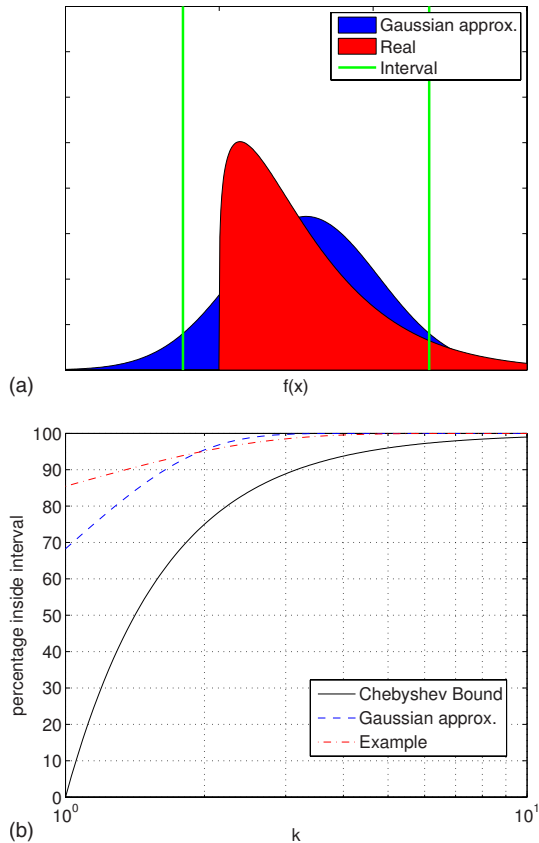 Gaussian approx.
Real
Interval
(a)
f(x)
100
90
80
70
60
50
40
30
20
10
0
percentage inside interval
Chebyshev Bound
Gaussian approx.
Example
10^0
10^1
(b)
k